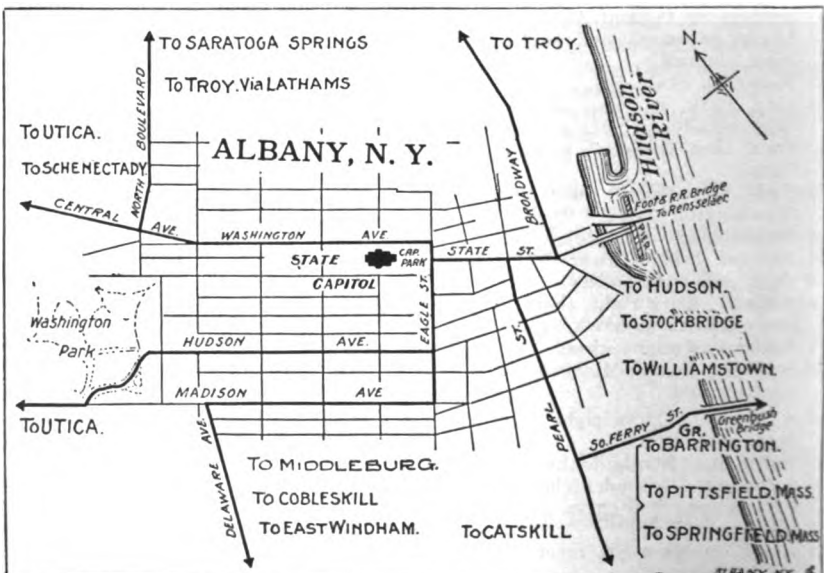 TO SARATOGA SPRINGS
TO TROY. Via LATHAMS
TO TROY.
N.
Hudson
River
NORTH BOULEVARD
TO UTICA.
TO SCHENECTADY.
ALBANY, N. Y.
BROADWAY
Foot & R.R. Bridge
To Rensselaer
CENTRAL AVE.
WASHINGTON AVE.
STATE
CAPITOL
CAP. PARK
STATE ST.
EAGLE ST.
TO HUDSON.
TO STOCKBRIDGE
Washington
Park
HUDSON AVE.
TO WILLIAMSTOWN.
MADISON AVE
PEARL ST.
TO UTICA.
SO. FERRY ST.
Greenbush
Bridge
GR.
TO BARRINGTON.
DELAWARE AVE.
TO MIDDLEBURG.
TO COBLESKILL
TO EAST WINDHAM.
TO CATSKILL
TO PITTSFIELD, MASS.
TO SPRINGFIELD, MASS
ALBANY, N.Y.